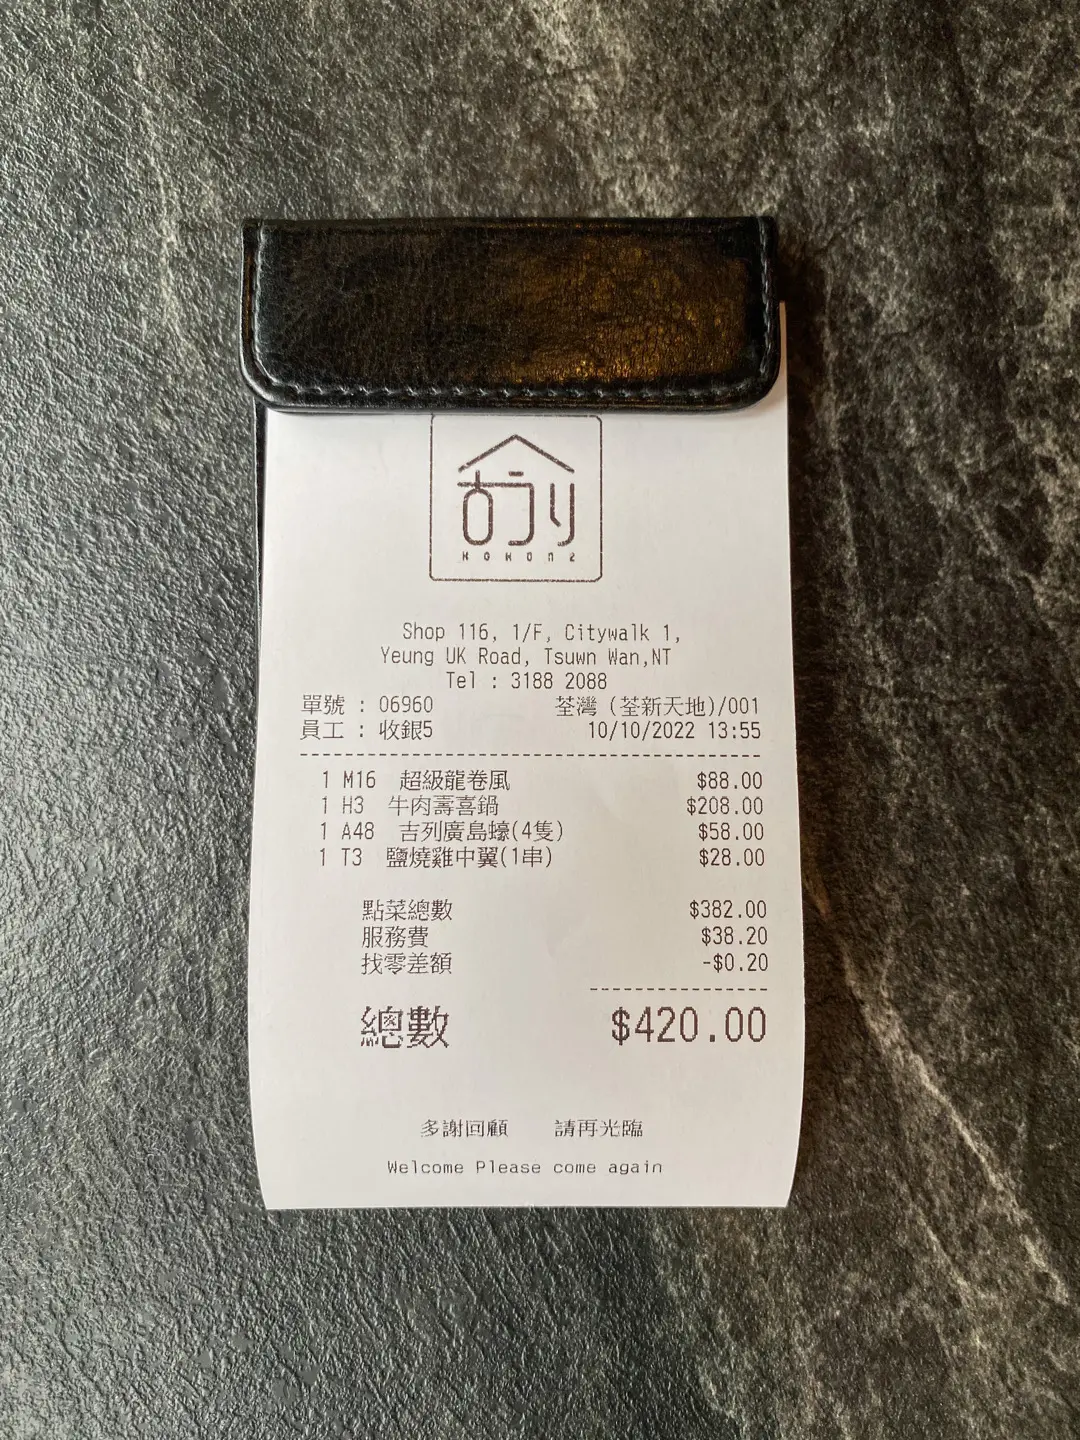 古うり
KOKON2
Shop 116, 1/F, Citywalk 1,
Yeung UK Road, Tsuwn Wan,NT
Tel : 3188 2088
單號 : 06960 荃灣 (荃新天地)/001
員工 : 收銀5 10/10/2022 13:55
1 M16 超級龍卷風 $88.00
1 H3 牛肉壽喜鍋 $208.00
1 A48 吉列廣島蠔(4隻) $58.00
1 T3 鹽燒雞中翼(1串) $28.00
點菜總數 $382.00
服務費 $38.20
找零差額 -$0.20
總數 $420.00
多謝回顧 請再光臨
Welcome Please come again